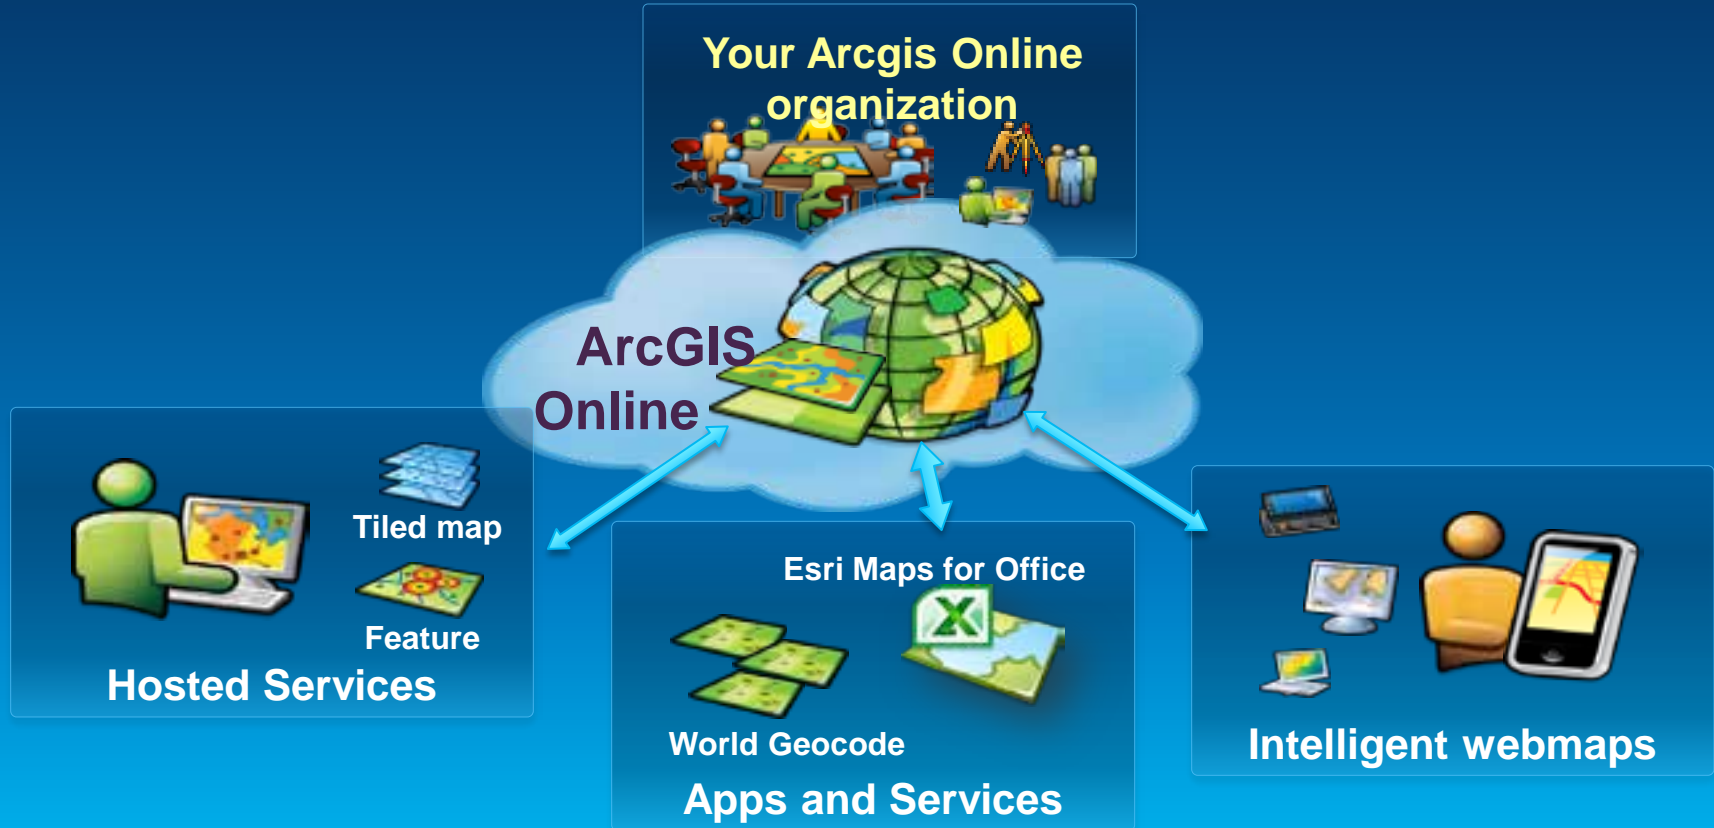 Your Arcgis Online
organization
ArcGIS
Online
Tiled map
Feature
Hosted Services
Esri Maps for Office
X
World Geocode
Apps and Services
Intelligent webmaps